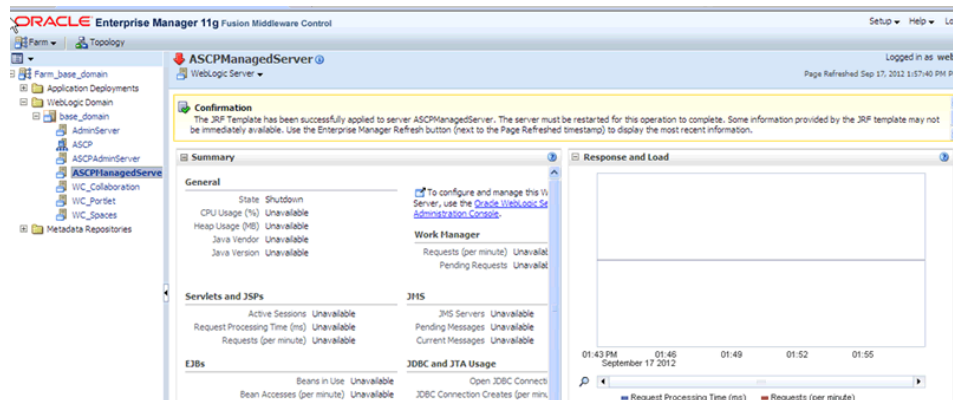 ORACLE Enterprise Manager 11g Fusion Middleware Control
Setup Help
Farm Topology
ASCPManagedServer
Logged in as
WebLogic Server
Page Refreshed Sep 17, 2012 1:57:40 PM
Farm_base_domain
Application Deployments
WebLogic Domain
base_domain
AdminServer
ASCP
ASCPAdminServer
ASCPManagedServe
WC_Collaboration
WC_Portlet
WC_Spaces
Metadata Repositories
Confirmation
The JRF Template has been successfully applied to server ASCPManagedServer. The server must be restarted for this operation to complete. Some information provided by the JRF template may not
be immediately available. Use the Enterprise Manager Refresh button (next to the Page Refreshed timestamp) to display the most recent information.
Summary
General
State Shutdown
CPU Usage (%) Unavailable
Heap Usage (MB) Unavailable
Java Vendor Unavailable
Java Version Unavailable
To configure and manage this W
Server, use the Oracle WebLogic Se
Administration Console.
Work Manager
Requests (per minute) Unavailab
Pending Requests Unavailab
Servlets and JSPs
Active Sessions Unavailable
Request Processing Time (ms) Unavailable
Requests (per minute) Unavailable
JMS
JMS Servers Unavailable
Pending Messages Unavailable
Current Messages Unavailable
EJBs
Beans in Use Unavailable
Bean Accesses (per minute) Unavailable
JDBC and JTA Usage
Open JDBC Connecti
JDBC Connection Creates (per minu
Response and Load
01:43 PM 01:46 01:49 01:52 01:55
September 17 2012
Request Processing Time (ms) Requests (per minute)